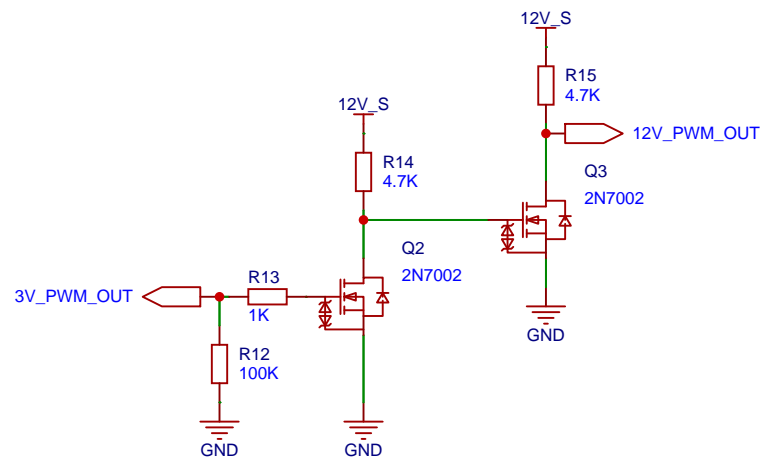 12V_S
R15
4.7K
12V_PWM_OUT
12V_S
R14
4.7K
Q3
2N7002
Q2
2N7002
3V_PWM_OUT
R13
1K
GND
R12
100K
GND
GND